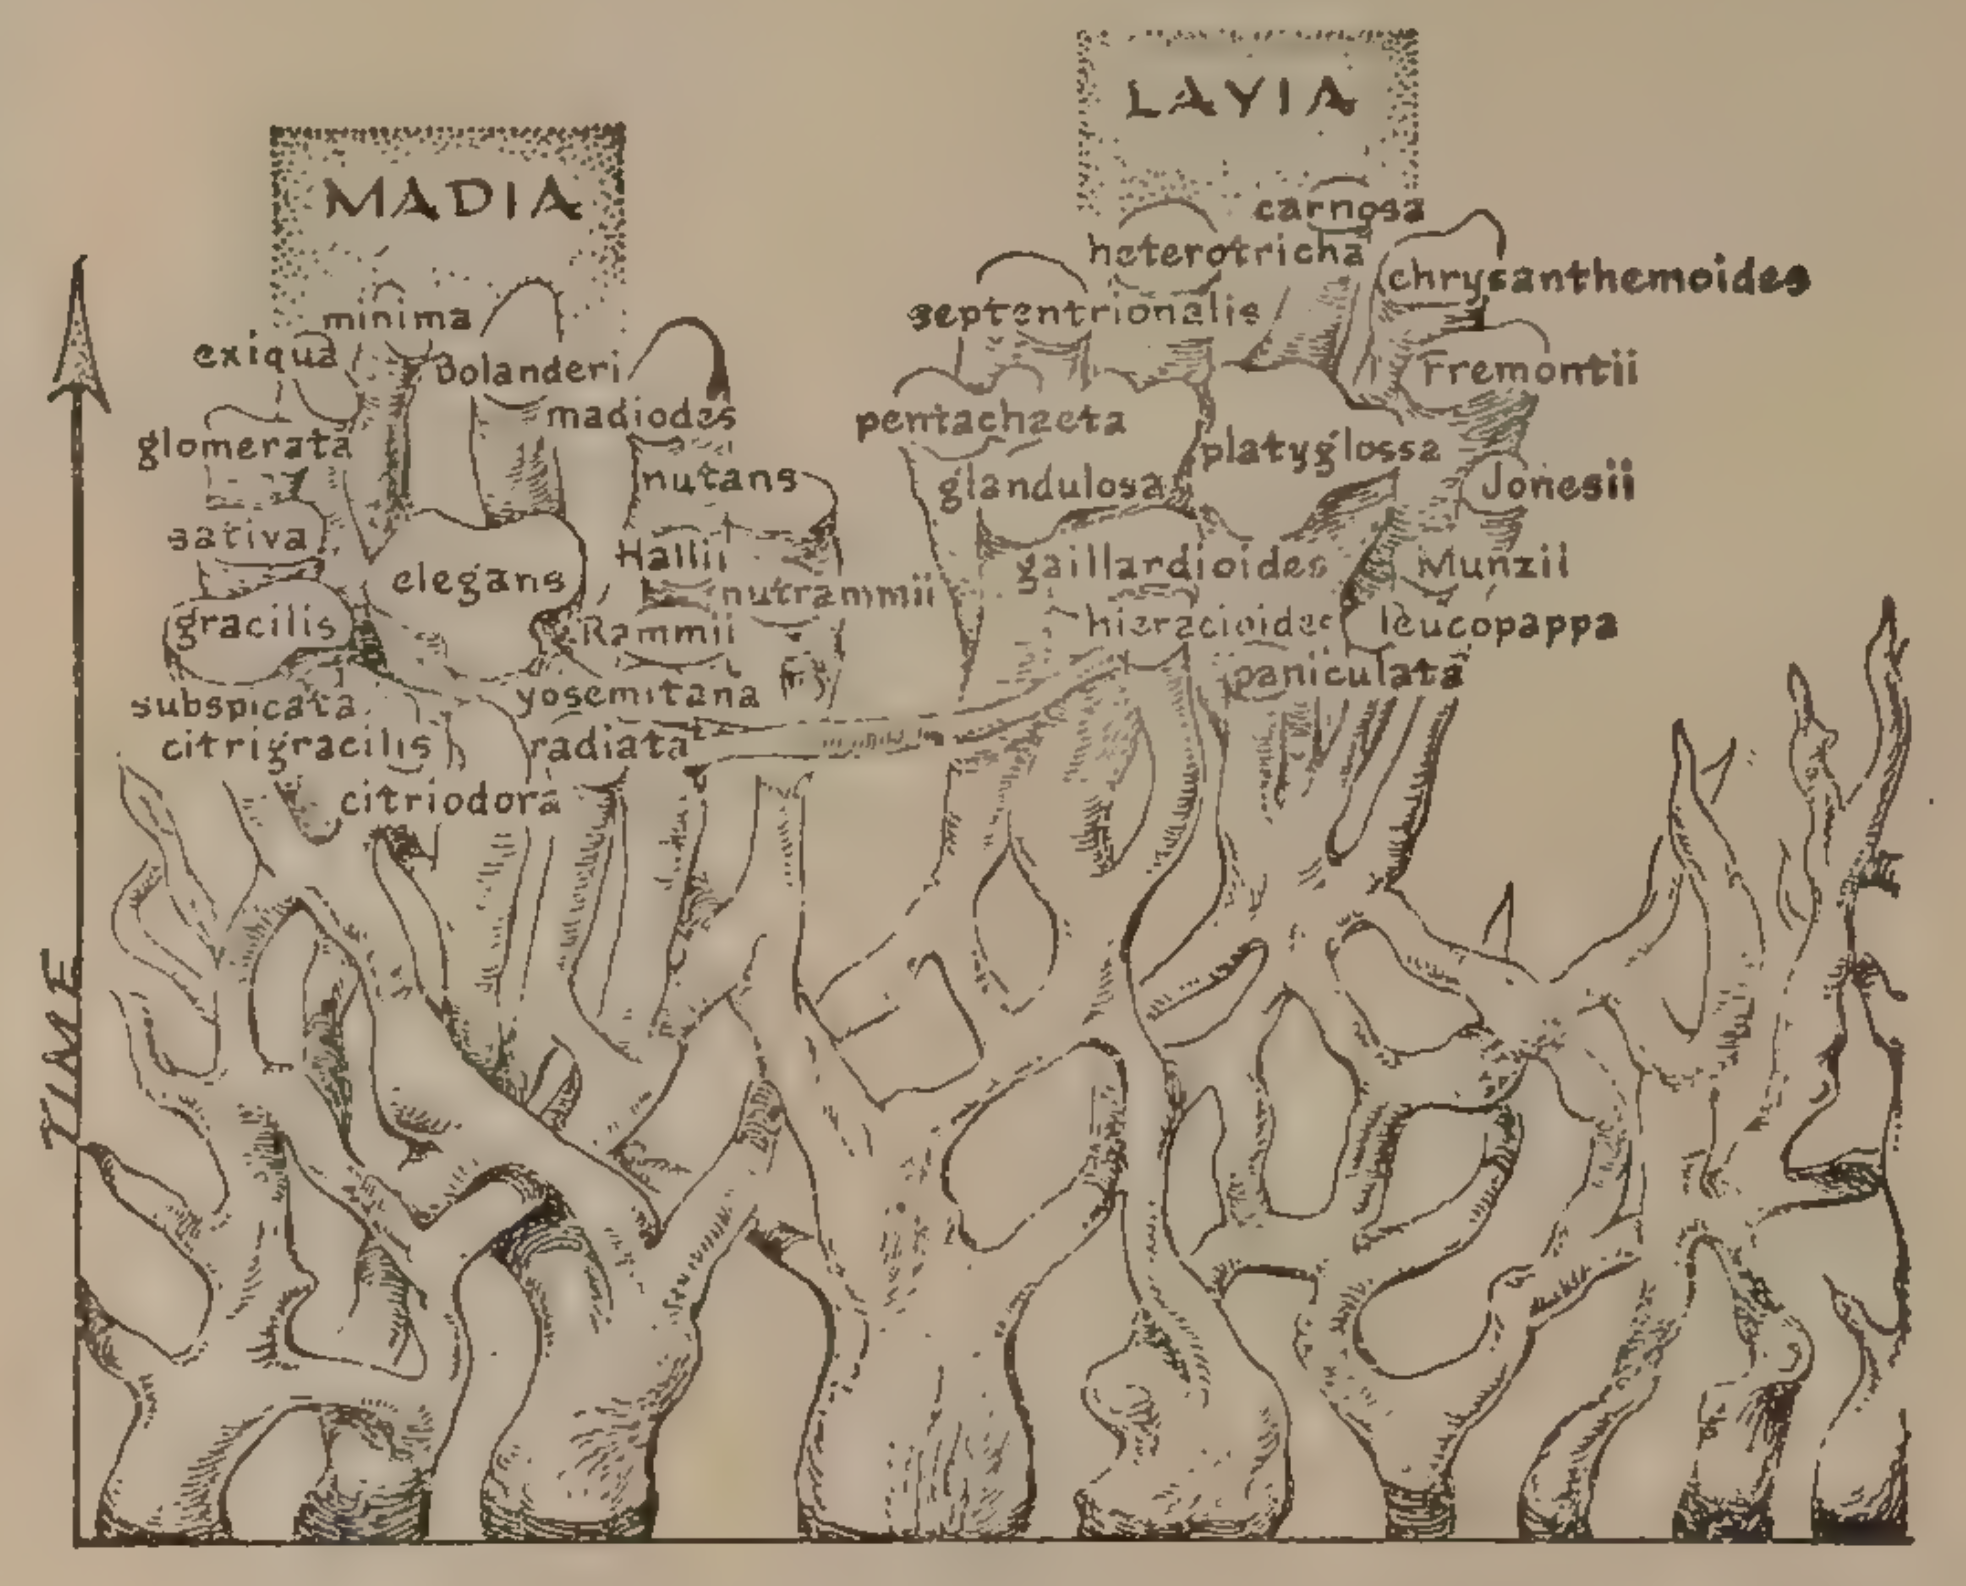 LAYIA
MADIA
carnosa
heterotricha
chrysanthemoides
septentrionalis
minima
exiqua
Bolanderi
Fremontii
madiodes
pentachaeta
glomerata
platyglossa
nutans
glandulosa
Jonesii
sativa
Hallii
elegans
gaillardioides
Munzii
nutrammii
gracilis
Rammii
hieracioides
leucopappa
paniculata
subspicata
yosemitana
citrigracilis
radiata
citriodora
TIME